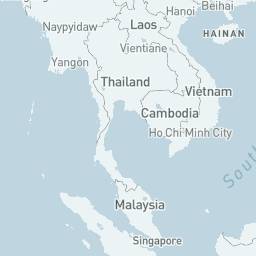 Hanoi
Beihai
Naypyidaw
Laos
HAINAN
Vientiane
Yangon
Thailand
Vietnam
Cambodia
Ho Chi Minh City
South
Malaysia
Singapore